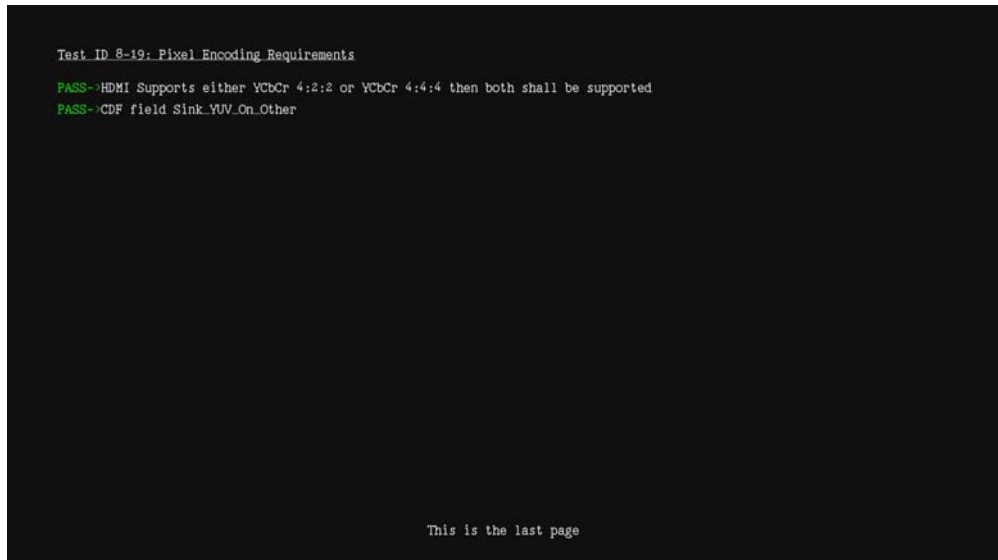 Test ID 8-19: Pixel Encoding Requirements
PASS->HDMI Supports either YCbCr 4:2:2 or YCbCr 4:4:4 then both shall be supported
PASS->CDF field Sink_YUV_On_Other
This is the last page